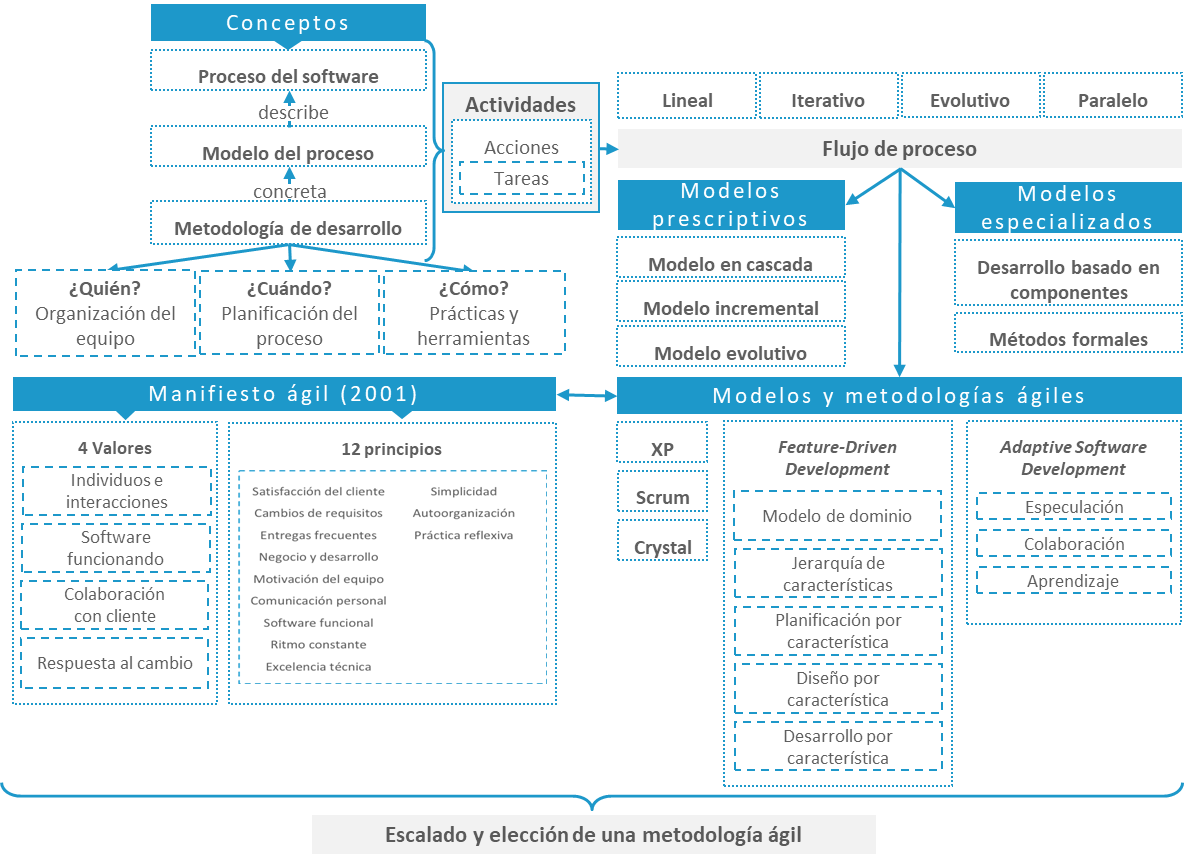 Conceptos
Proceso del software
describe
Modelo del proceso
concreta
Metodología de desarrollo
¿Quién?
Organización del
equipo
¿Cuándo?
Planificación del
proceso
¿Cómo?
Prácticas y
herramientas
Actividades
Acciones
Tareas
Lineal
Iterativo
Evolutivo
Paralelo
Flujo de proceso
Modelos
prescriptivos
Modelo en cascada
Modelo incremental
Modelo evolutivo
Modelos
especializados
Desarrollo basado en
componentes
Métodos formales
Manifiesto ágil (2001)
4 Valores
Individuos e
interacciones
Software
funcionando
Colaboración
con cliente
Respuesta al cambio
12 principios
Satisfacción del cliente
Cambios de requisitos
Entregas frecuentes
Negocio y desarrollo
Motivación del equipo
Comunicación personal
Software funcional
Ritmo constante
Excelencia técnica
Simplicidad
Autoorganización
Práctica reflexiva
Modelos y metodologías ágiles
XP
Scrum
Crystal
Feature-Driven
Development
Modelo de dominio
Jerarquía de
características
Planificación por
característica
Diseño por
característica
Desarrollo por
característica
Adaptive Software
Development
Especulación
Colaboración
Aprendizaje
Escalado y elección de una metodología ágil